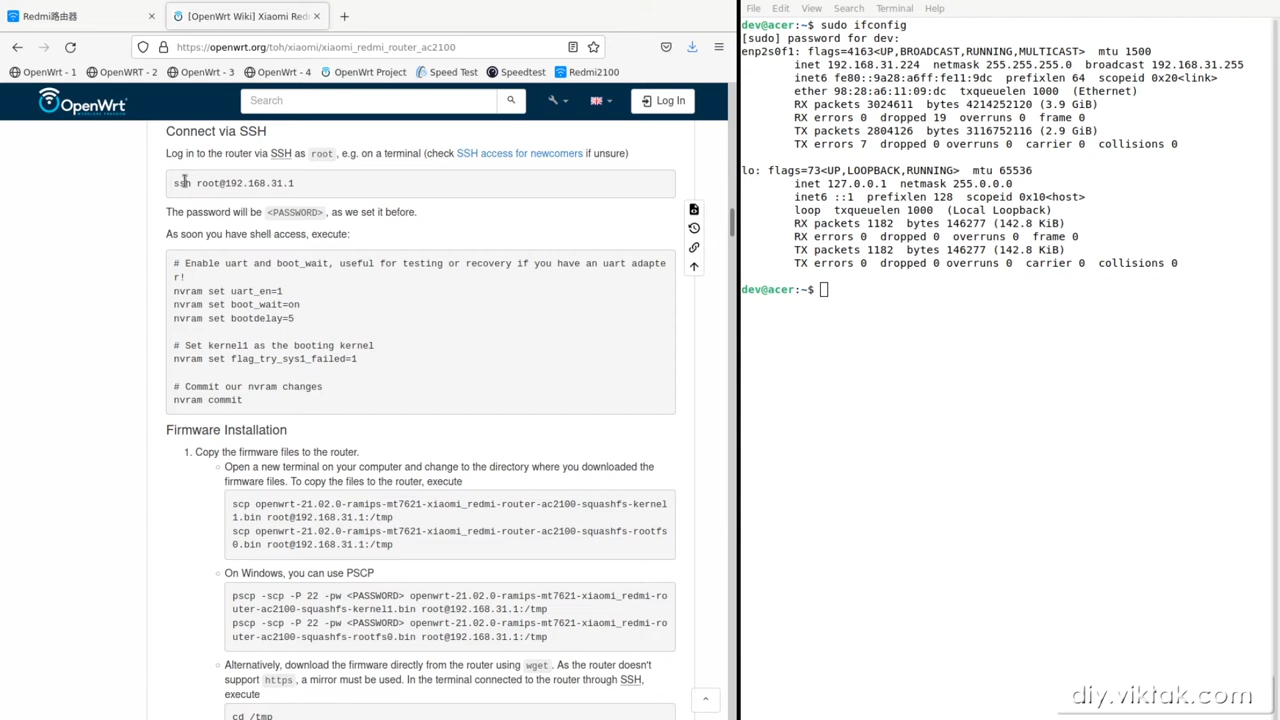 Redmi路由器
[OpenWrt Wiki] Xiaomi Red
https://openwrt.org/toh/xiaomi/xiaomi_redmi_router_ac2100
OpenWrt - 1
OpenWRT - 2
OpenWrt - 3
OpenWrt - 4
OpenWrt Project
Speed Test
Speedtest
Redmi2100
OpenWrt
WIRELESS FREEDOM
Search
Log In
Connect via SSH
Log in to the router via SSH as root , e.g. on a terminal (check SSH access for newcomers if unsure)
ssh root@192.168.31.1
The password will be <PASSWORD>, as we set it before.
As soon you have shell access, execute:
# Enable uart and boot_wait, useful for testing or recovery if you have an uart adapte
r!
nvram set uart_en=1
nvram set boot_wait=on
nvram set bootdelay=5
# Set kernel1 as the booting kernel
nvram set flag_try_sys1_failed=1
# Commit our nvram changes
nvram commit
Firmware Installation
1. Copy the firmware files to the router.
Open a new terminal on your computer and change to the directory where you downloaded the
firmware files. To copy the files to the router, execute
scp openwrt-21.02.0-ramips-mt7621-xiaomi_redmi-router-ac2100-squashfs-kernel
1.bin root@192.168.31.1:/tmp
scp openwrt-21.02.0-ramips-mt7621-xiaomi_redmi-router-ac2100-squashfs-rootfs
0.bin root@192.168.31.1:/tmp
On Windows, you can use PSCP
pscp -scp -P 22 -pw <PASSWORD> openwrt-21.02.0-ramips-mt7621-xiaomi_redmi-ro
uter-ac2100-squashfs-kernel1.bin root@192.168.31.1:/tmp
pscp -scp -P 22 -pw <PASSWORD> openwrt-21.02.0-ramips-mt7621-xiaomi_redmi-ro
uter-ac2100-squashfs-rootfs0.bin root@192.168.31.1:/tmp
Alternatively, download the firmware directly from the router using wget. As the router doesn't
support https, a mirror must be used. In the terminal connected to the router through SSH,
execute
cd /tmp
File Edit View Search Terminal Help
dev@acer:~$ sudo ifconfig
[sudo] password for dev:
enp2s0f1: flags=4163<UP,BROADCAST,RUNNING,MULTICAST> mtu 1500
inet 192.168.31.224 netmask 255.255.255.0 broadcast 192.168.31.255
inet6 fe80::9a28:a6ff:fe11:9dc prefixlen 64 scopeid 0x20<link>
ether 98:28:a6:11:09:dc txqueuelen 1000 (Ethernet)
RX packets 3024611 bytes 4214252120 (3.9 GiB)
RX errors 0 dropped 19 overruns 0 frame 0
TX packets 2804126 bytes 3116752116 (2.9 GiB)
TX errors 7 dropped 0 overruns 0 carrier 0 collisions 0
lo: flags=73<UP,LOOPBACK,RUNNING> mtu 65536
inet 127.0.0.1 netmask 255.0.0.0
inet6 ::1 prefixlen 128 scopeid 0x10<host>
loop txqueuelen 1000 (Local Loopback)
RX packets 1182 bytes 146277 (142.8 KiB)
RX errors 0 dropped 0 overruns 0 frame 0
TX packets 1182 bytes 146277 (142.8 KiB)
TX errors 0 dropped 0 overruns 0 carrier 0 collisions 0
dev@acer:~$
diy.viktak.com